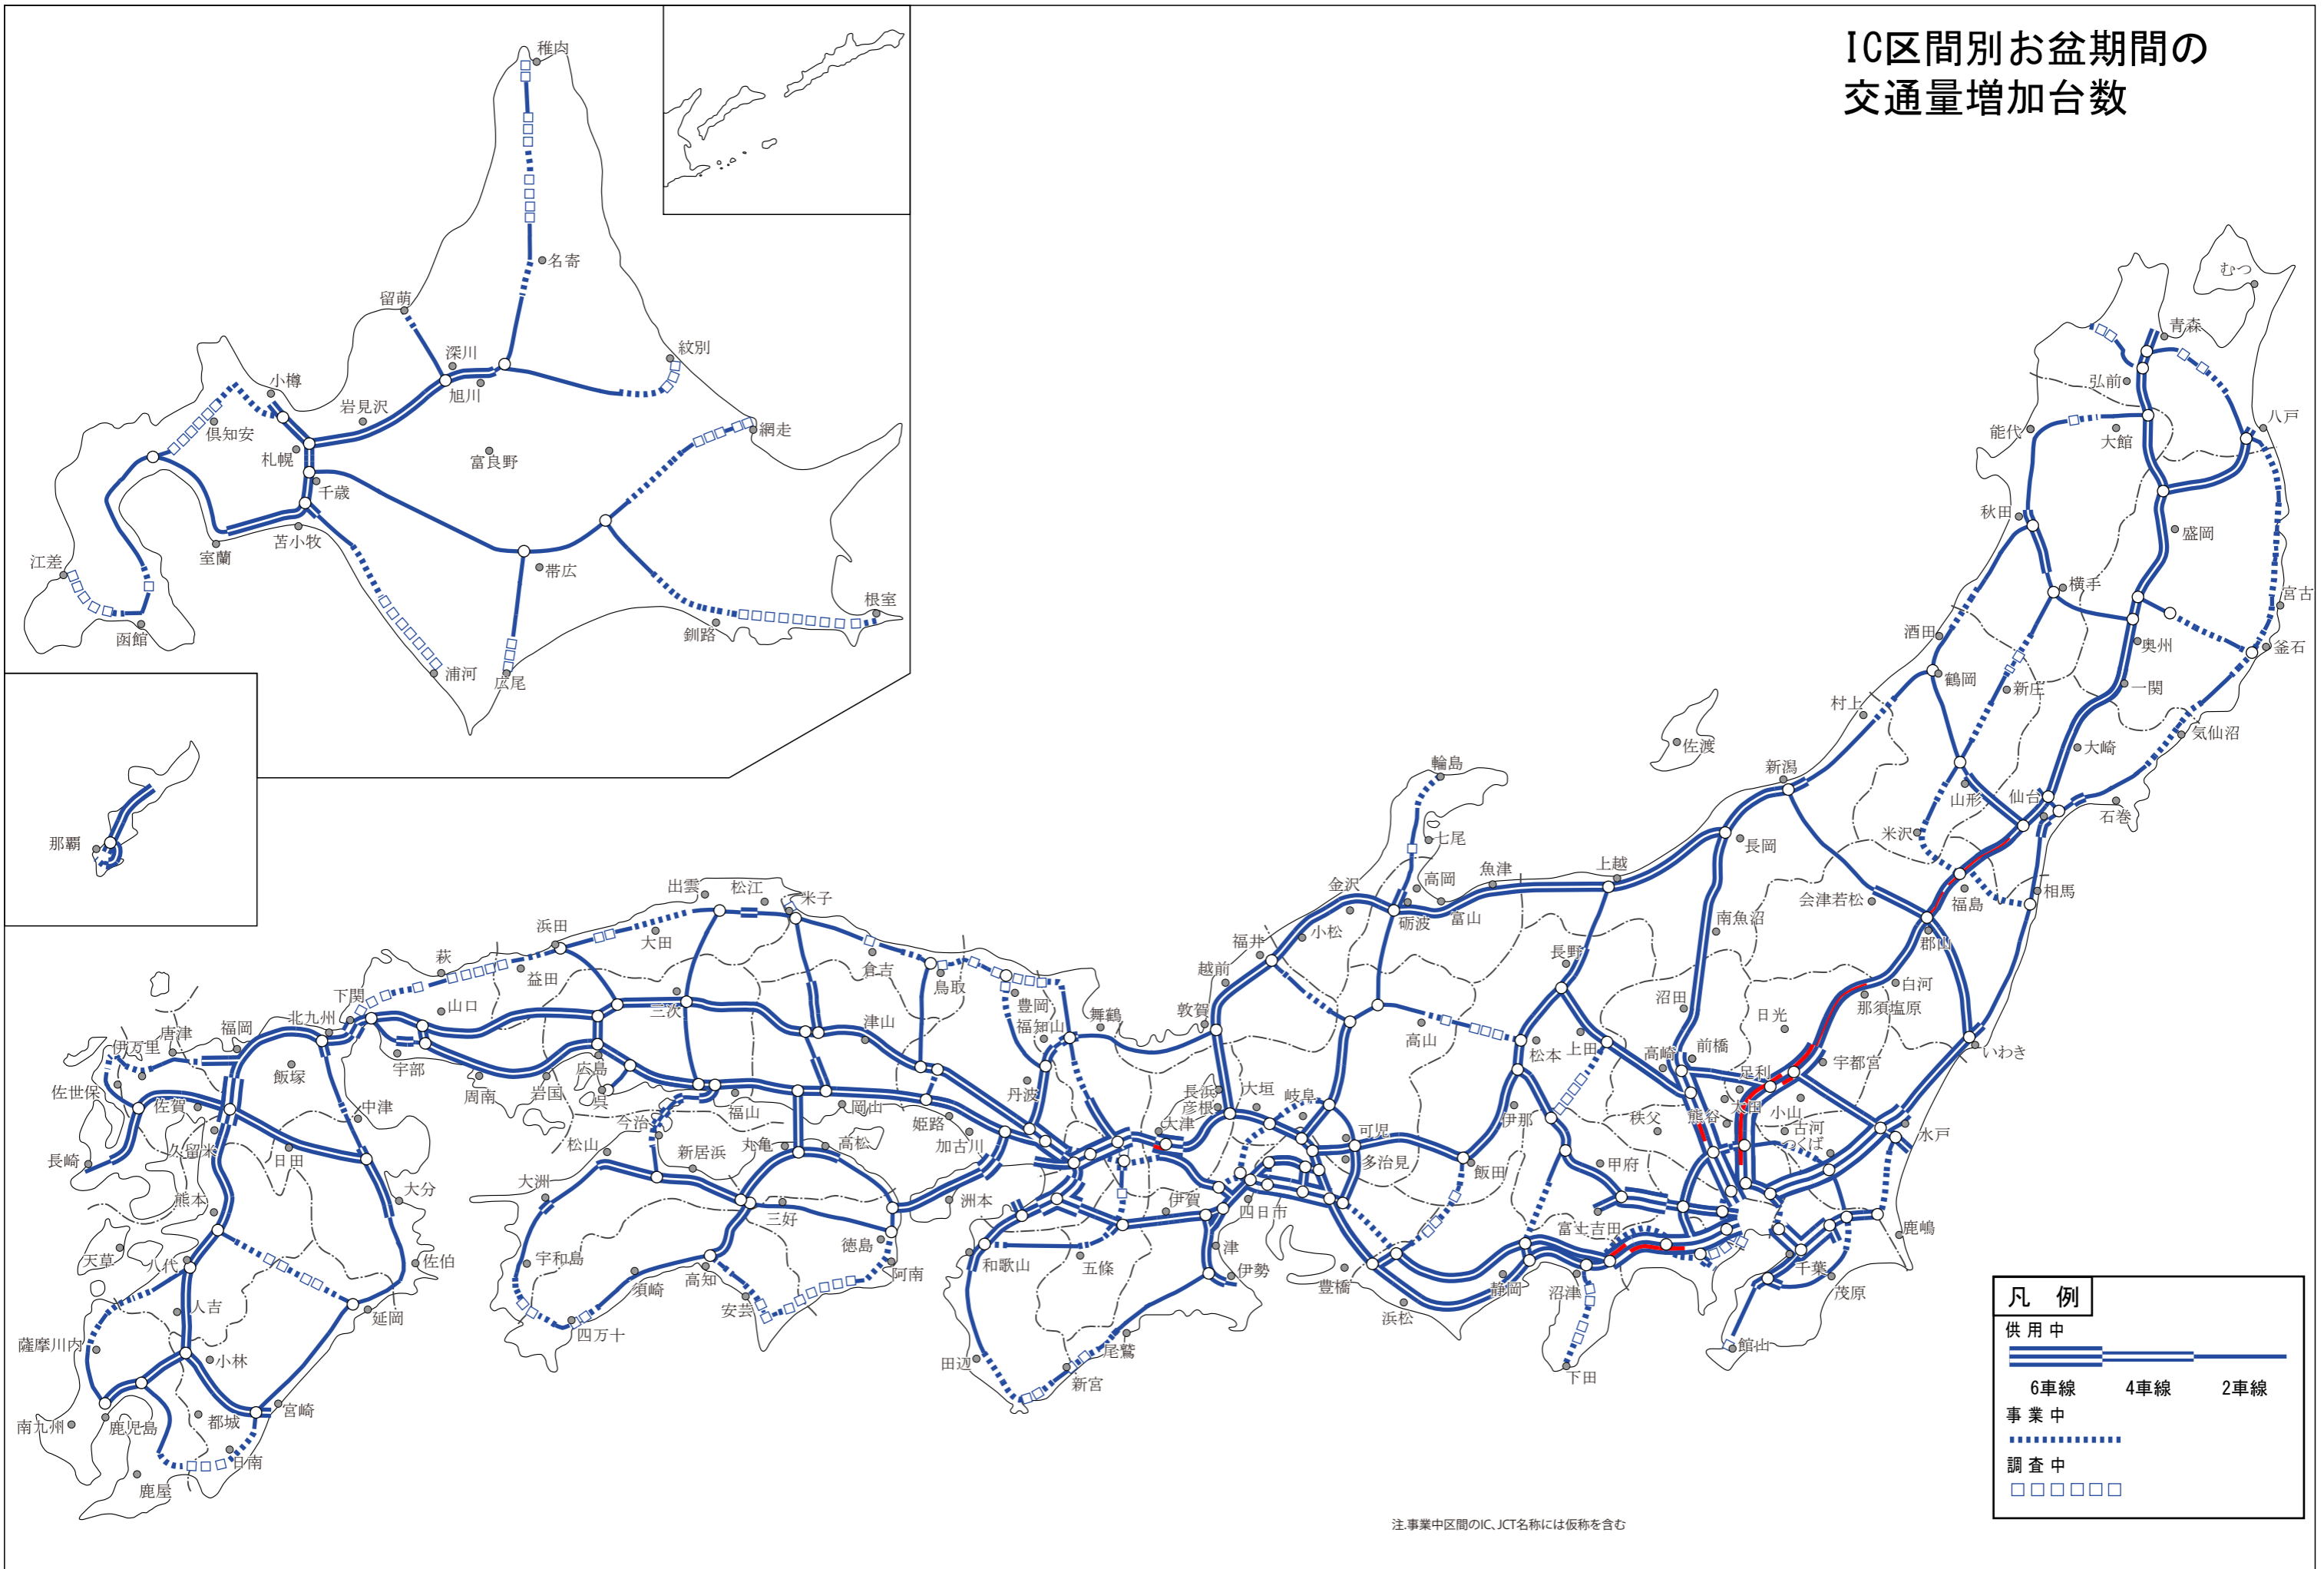 IC区間別お盆期間の
交通量増加台数
稚内
名寄
留萌
深川
旭川
紋別
小樽
岩見沢
倶知安
札幌
千歳
富良野
網走
江差
室蘭
苫小牧
帯広
函館
浦河
広尾
釧路
根室
那覇
むつ
青森
弘前
八戸
能代
大館
秋田
盛岡
横手
宮古
酒田
奥州
釜石
鶴岡
新庄
一関
村上
気仙沼
佐渡
大崎
新潟
山形
仙台
石巻
米沢
長岡
相馬
会津若松
福島
郡山
南魚沼
白河
那須塩原
いわき
輪島
七尾
高岡
魚津
上越
金沢
砺波
富山
小松
福井
越前
敦賀
長野
沼田
日光
高山
松本
上田
高崎
前橋
宇都宮
足利
太田
小山
熊谷
古河
つくば
水戸
秩父
伊那
甲府
飯田
富士吉田
鹿嶋
千葉
茂原
館山
静岡
沼津
下田
浜松
豊橋
長浜
彦根
大垣
岐阜
可児
多治見
大津
伊賀
四日市
津
伊勢
五條
和歌山
尾鷲
新宮
田辺
出雲
松江
米子
浜田
大田
倉吉
鳥取
豊岡
福知山
舞鶴
萩
益田
三次
津山
丹波
下関
山口
北九州
宇部
周南
岩国
広島
呉
福山
岡山
姫路
加古川
洲本
今治
松山
新居浜
丸亀
高松
大洲
三好
徳島
宇和島
須崎
高知
阿南
安芸
四万十
唐津
福岡
伊万里
飯塚
佐世保
佐賀
中津
久留米
日田
長崎
熊本
大分
天草
八代
佐伯
人吉
延岡
薩摩川内
小林
宮崎
南九州
鹿児島
都城
日南
鹿屋
凡 例
供用中
6車線 4車線 2車線
事業中
調査中
注.事業中区間のIC、JCT名称には仮称を含む